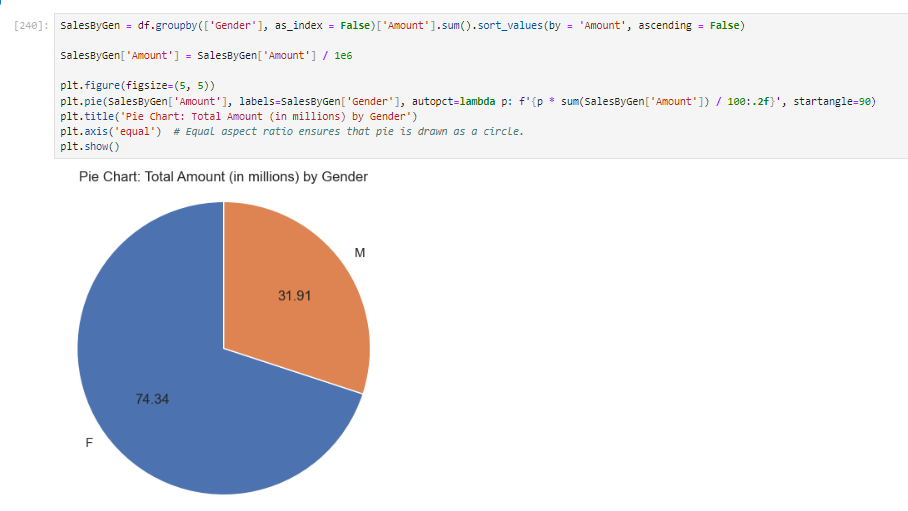 [240]: SalesByGen = df.groupby(['Gender'], as_index = False)['Amount'].sum().sort_values(by = 'Amount', ascending = False)
SalesByGen['Amount'] = SalesByGen['Amount'] / 1e6
plt.figure(figsize=(5, 5))
plt.pie(SalesByGen['Amount'], labels=SalesByGen['Gender'], autopct=lambda p: f'{p * sum(SalesByGen['Amount']) / 100:.2f}', startangle=90)
plt.title('Pie Chart: Total Amount (in millions) by Gender')
plt.axis('equal')  # Equal aspect ratio ensures that pie is drawn as a circle.
plt.show()
Pie Chart: Total Amount (in millions) by Gender
M
31.91
74.34
F